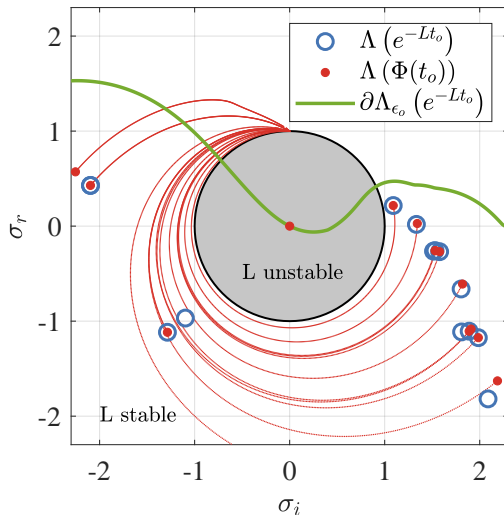 2
1
0
-1
-2
σ_r
Λ (e^{-Lt_o})
Λ (Φ(t_o))
∂Λ_{ϵ_o} (e^{-Lt_o})
L unstable
L stable
-2
-1
0
1
2
σ_i